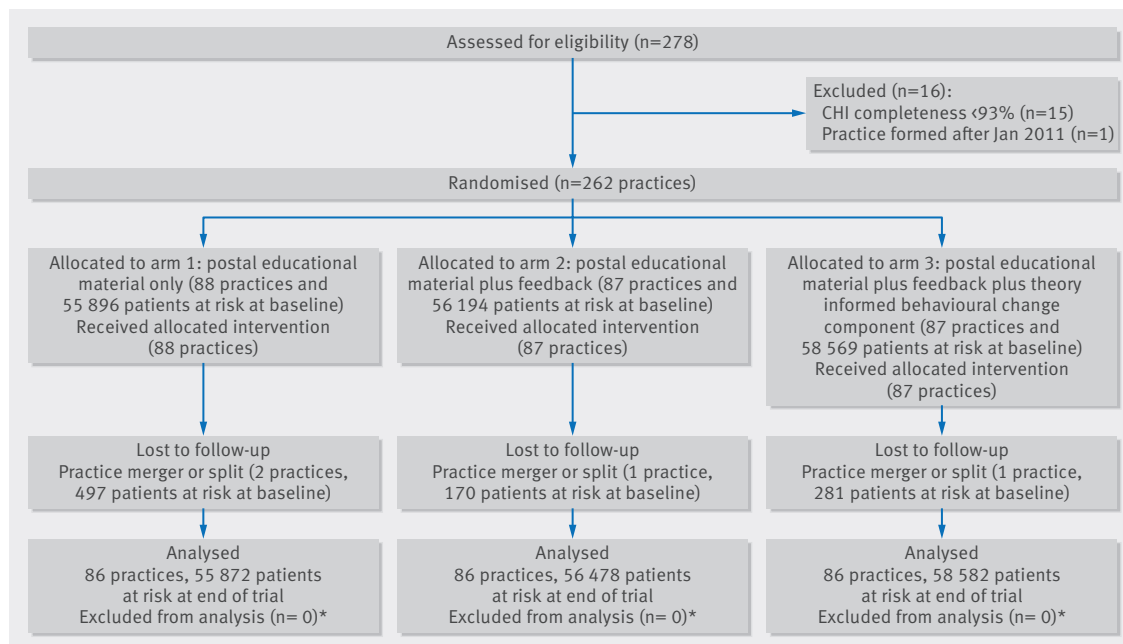 Assessed for eligibility (n=278)
Excluded (n=16):
CHI completeness <93% (n=15)
Practice formed after Jan 2011 (n=1)
Randomised (n=262 practices)
Allocated to arm 1: postal educational
material only (88 practices and
55 896 patients at risk at baseline)
Received allocated intervention
(88 practices)
Allocated to arm 2: postal educational
material plus feedback (87 practices and
56 194 patients at risk at baseline)
Received allocated intervention
(87 practices)
Allocated to arm 3: postal educational
material plus feedback plus theory
informed behavioural change
component (87 practices and
58 569 patients at risk at baseline)
Received allocated intervention
(87 practices)
Lost to follow-up
Practice merger or split (2 practices,
497 patients at risk at baseline)
Lost to follow-up
Practice merger or split (1 practice,
170 patients at risk at baseline)
Lost to follow-up
Practice merger or split (1 practice,
281 patients at risk at baseline)
Analysed
86 practices, 55 872 patients
at risk at end of trial
Excluded from analysis (n= 0)*
Analysed
86 practices, 56 478 patients
at risk at end of trial
Excluded from analysis (n= 0)*
Analysed
86 practices, 58 582 patients
at risk at end of trial
Excluded from analysis (n= 0)*